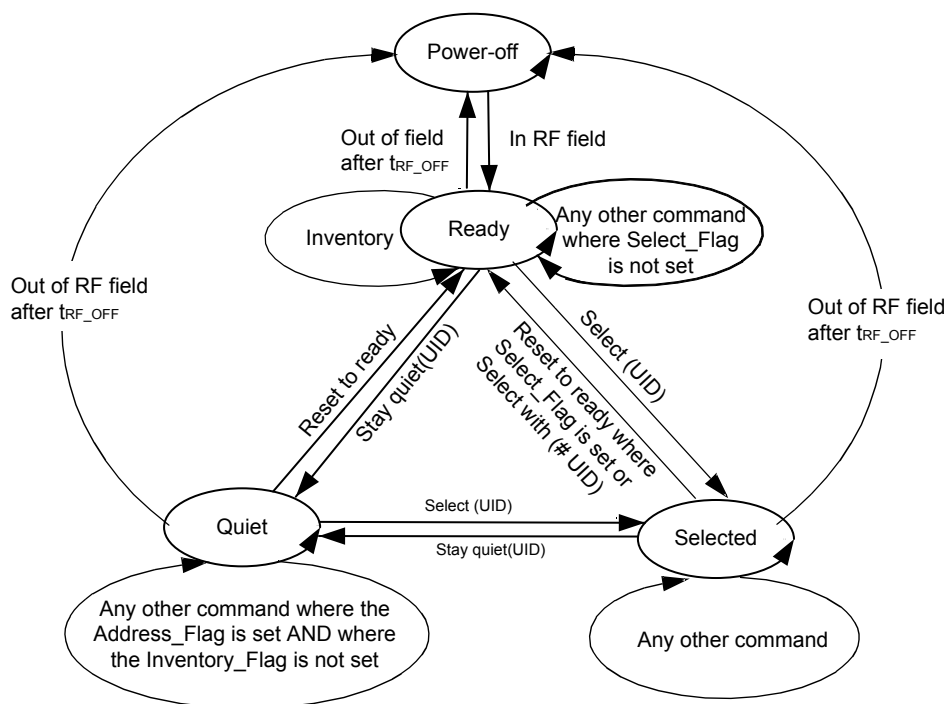 Power-off
Out of field
after tRF_OFF
In RF field
Inventory
Ready
Any other command
where Select_Flag
is not set
Out of RF field
after tRF_OFF
Out of RF field
after tRF_OFF
Reset to ready
Stay quiet(UID)
Select (UID)
Reset to ready where
Select_Flag is set or
Select with (# UID)
Quiet
Select (UID)
Stay quiet(UID)
Selected
Any other command where the
Address_Flag is set AND where
the Inventory_Flag is not set
Any other command